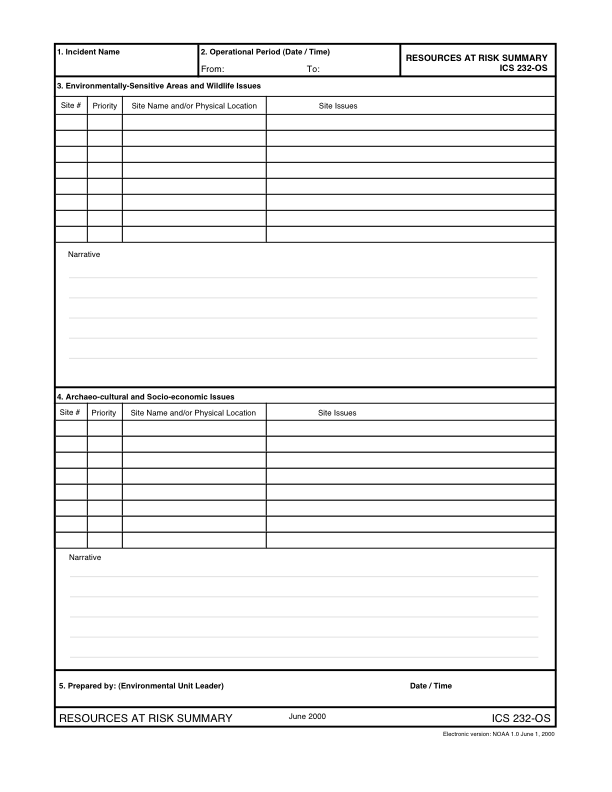 1. Incident Name
2. Operational Period (Date / Time)
From: To:
RESOURCES AT RISK SUMMARY
ICS 232-OS
3. Environmentally-Sensitive Areas and Wildlife Issues
Site # Priority Site Name and/or Physical Location Site Issues
Narrative
4. Archaeo-cultural and Socio-economic Issues
Site # Priority Site Name and/or Physical Location Site Issues
Narrative
5. Prepared by: (Environmental Unit Leader) Date / Time
RESOURCES AT RISK SUMMARY June 2000 ICS 232-OS
Electronic version: NOAA 1.0 June 1, 2000